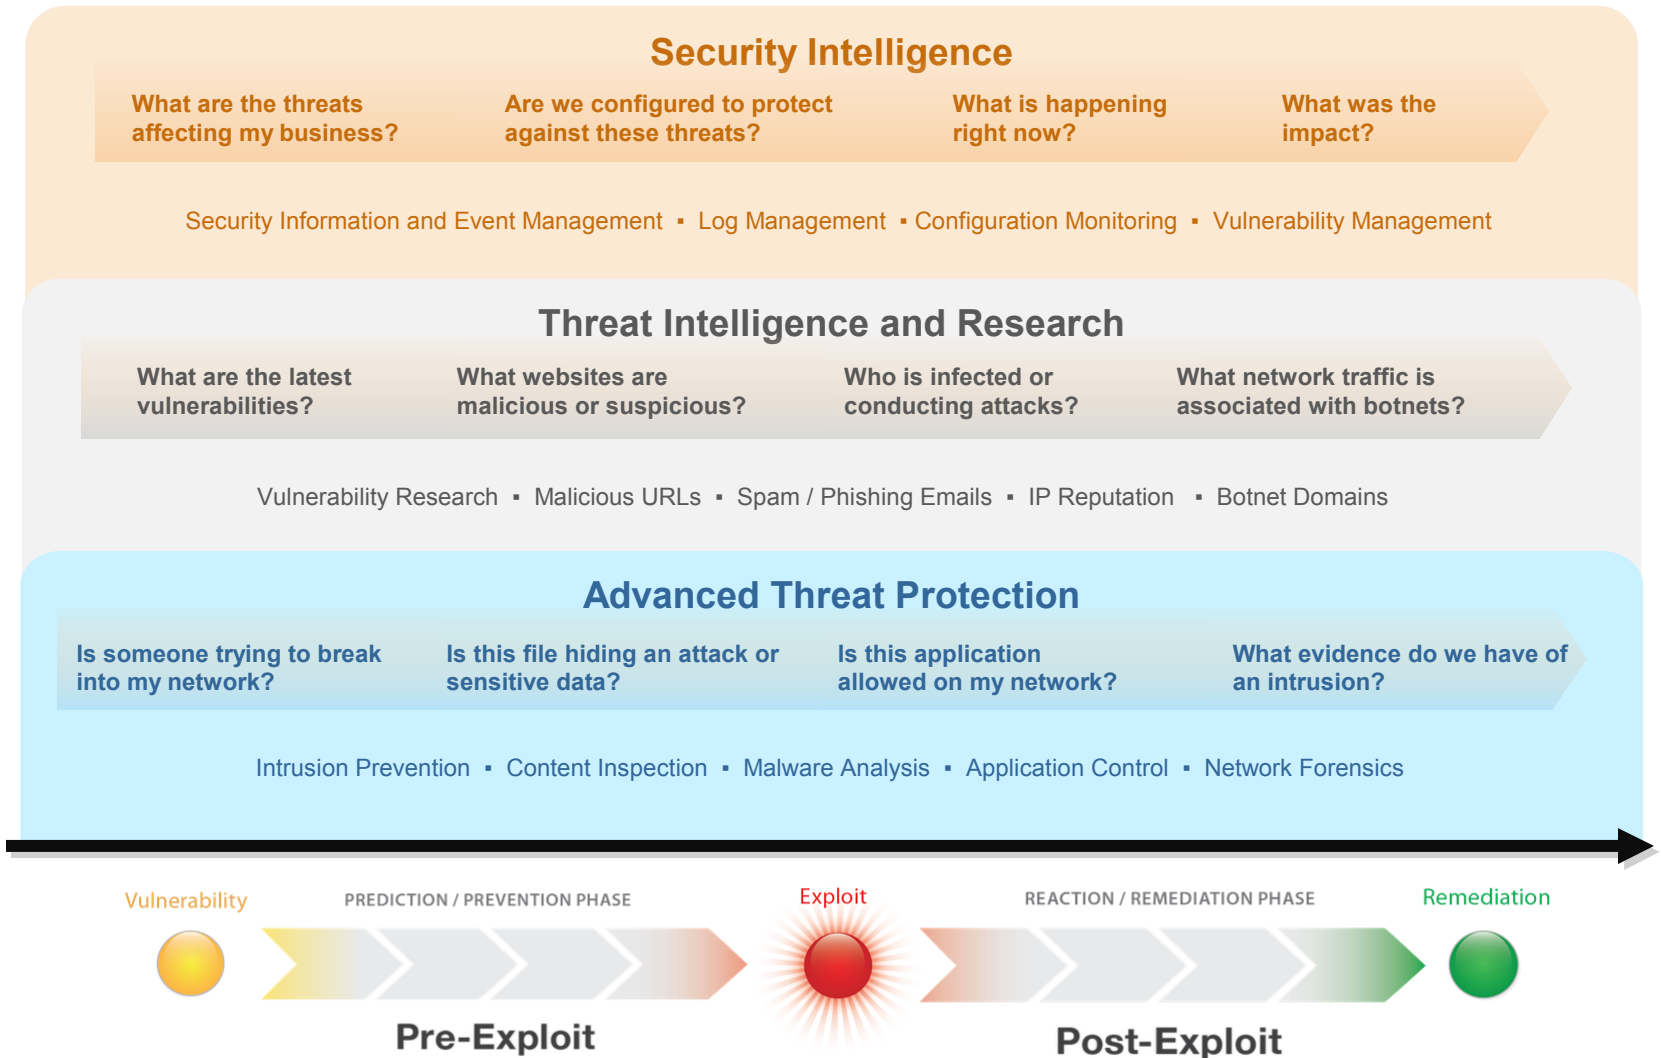 Security Intelligence
What are the threats
affecting my business?
Are we configured to protect
against these threats?
What is happening
right now?
What was the
impact?
Security Information and Event Management ▪ Log Management ▪ Configuration Monitoring ▪ Vulnerability Management
Threat Intelligence and Research
What are the latest
vulnerabilities?
What websites are
malicious or suspicious?
Who is infected or
conducting attacks?
What network traffic is
associated with botnets?
Vulnerability Research ▪ Malicious URLs ▪ Spam / Phishing Emails ▪ IP Reputation ▪ Botnet Domains
Advanced Threat Protection
Is someone trying to break
into my network?
Is this file hiding an attack or
sensitive data?
Is this application
allowed on my network?
What evidence do we have of
an intrusion?
Intrusion Prevention ▪ Content Inspection ▪ Malware Analysis ▪ Application Control ▪ Network Forensics
Vulnerability
PREDICTION / PREVENTION PHASE
Exploit
REACTION / REMEDIATION PHASE
Remediation
Pre-Exploit
Post-Exploit